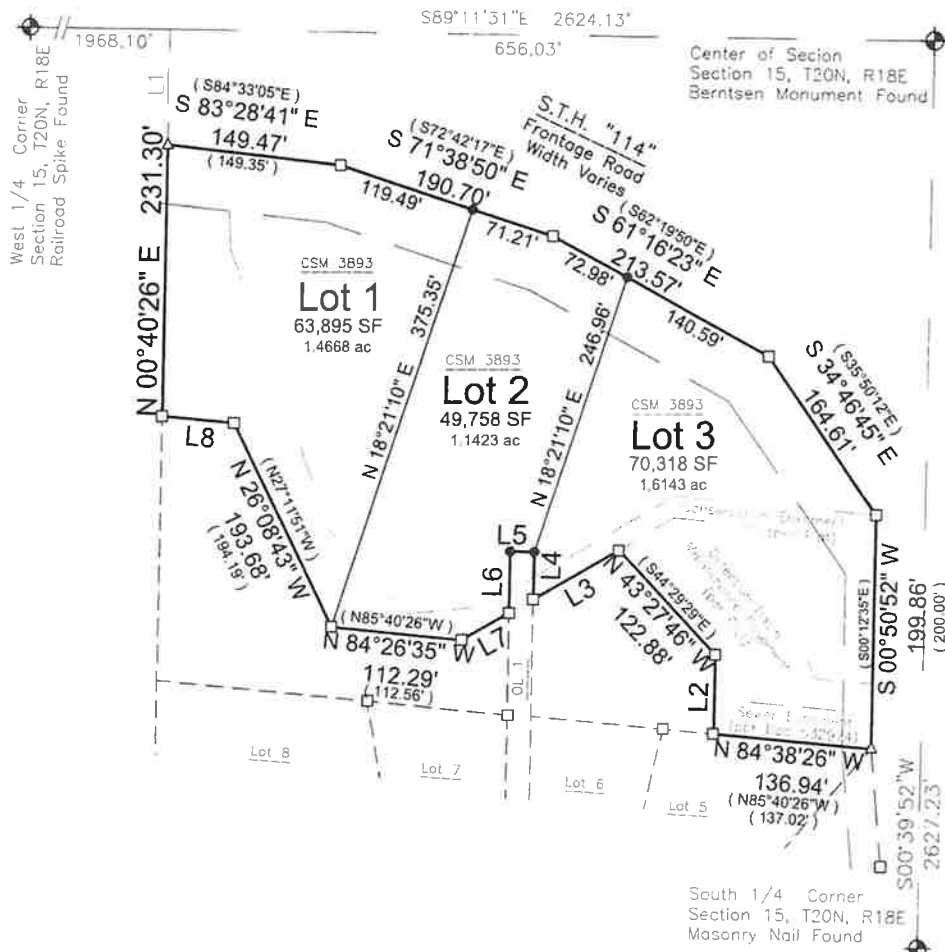 S89°11'31"E 2624.13'
1968.10'
656.03'
West 1/4 Corner
Section 15, T20N, R18E
Railroad Spike Found
Center of Secion
Section 15, T20N, R18E
Berntsen Monument Found
L1
(S84°33'05"E)
S 83°28'41" E
149.47'
(149.35')
(S72°42'17"E)
S 71°38'50" E
190.70'
119.49'
71.21'
S.T.H. "114"
Frontage Road
Width Varies
(S62°19'50"E)
S 61°16'23" E
213.57'
72.98'
140.59'
(S35°50'12"E)
S 34°46'45" E
164.61'
N 00°40'26" E 231.30'
CSM 3893
Lot 1
63,895 SF
1.4668 ac
N 18°21'10" E 375.35'
CSM 3893
Lot 2
49,758 SF
1.1423 ac
N 18°21'10" E 246.96'
CSM 3893
Lot 3
70,318 SF
1.6143 ac
L8
(N27°11'51"W)
N 26°08'43" W
193.68'
(194.19')
L5
L6
L4
L3
L7
(S44°29'29"E)
N 43°27'46" W
122.88'
(N85°40'26"W)
N 84°26'35" W
112.29'
(112.56')
OL 1
L2
(S00°12'35"E)
S 00°50'52" W
199.86'
(200.00')
Sewer
N 84°38'26" W
136.94'
(N85°40'26"W)
(137.02')
Lot 8
Lot 7
Lot 6
Lot 5
S00°39'52"W
2627.23'
South 1/4 Corner
Section 15, T20N, R18E
Masonry Nail Found